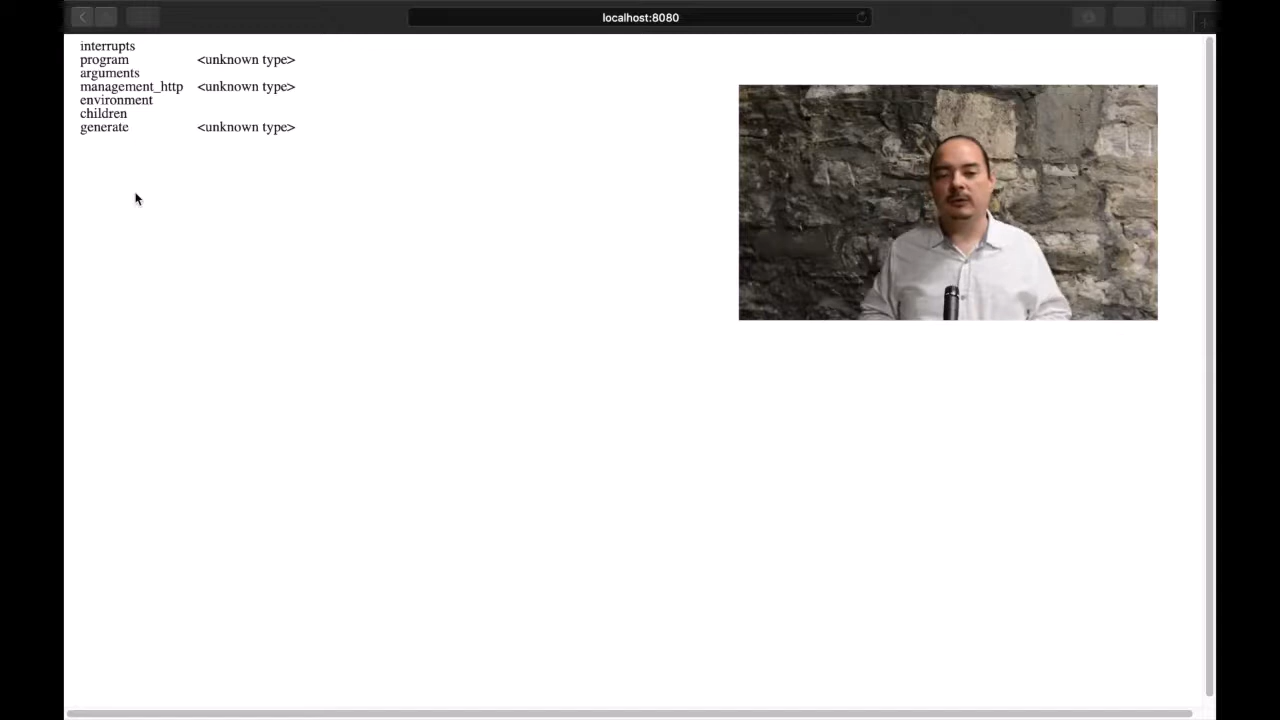 localhost:8080
interrupts
program <unknown type>
arguments
management_http <unknown type>
environment
children
generate <unknown type>